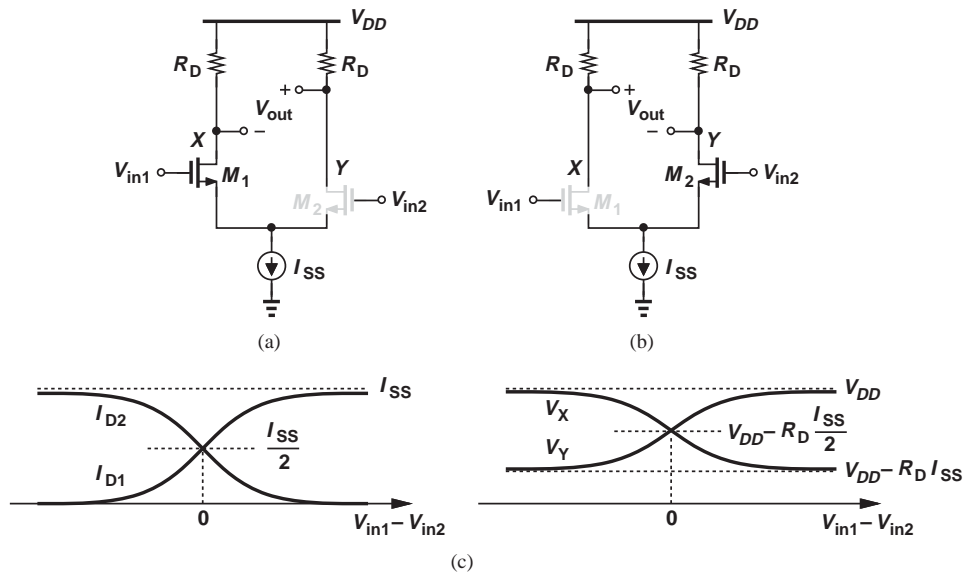 V_DD
R_D
R_D
+
V_out
−
X
Y
V_in1
M_1
M_2
V_in2
I_SS
(a)
V_DD
R_D
R_D
+
V_out
−
Y
X
V_in1
M_1
M_2
V_in2
I_SS
(b)
I_SS
I_D2
I_SS
2
I_D1
0
V_in1 − V_in2
V_DD
V_X
V_DD − R_D I_SS
2
V_Y
V_DD − R_D I_SS
0
V_in1 − V_in2
(c)